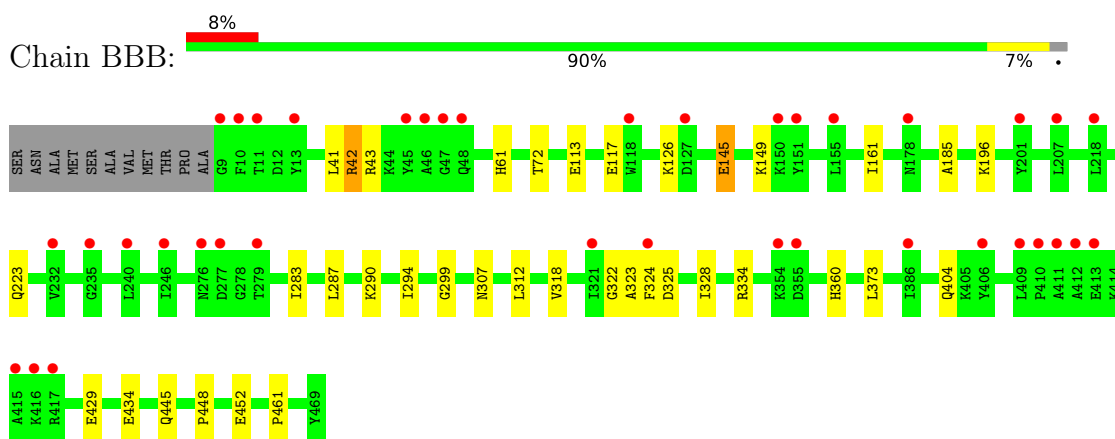 8%
Chain BBB:
90% 7% •
SER ASN ALA MET SER ALA VAL MET THR PRO ALA G9 F10 T11 D12 Y13 L41 R42 R43 K44 Y45 A46 G47 Q48 H61 T72 E113 E117 W118 K126 D127 E145 K149 K150 Y151 L155 I161 N178 A185 K196 Y201 L207 L218
Q223 V232 G235 L240 I246 N276 D277 G278 T279 I283 L287 K290 I294 G299 N307 L312 V318 I321 G322 A323 F324 D325 I328 R334 K354 D355 H360 L373 I386 Q404 K405 Y406 L409 P410 A411 A412 E413 K414
A415 K416 R417 E429 E434 Q445 P448 E452 P461 Y469